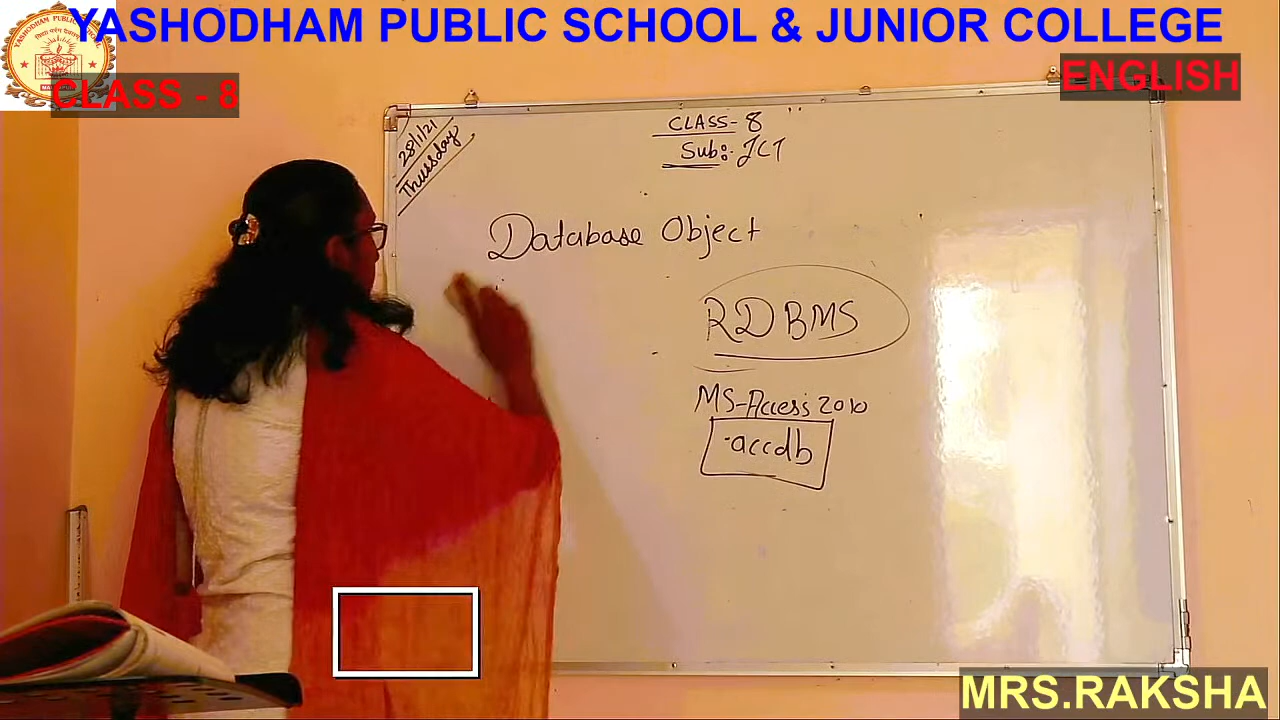 YASHODHAM PUBLIC SCHOOL & JUNIOR COLLEGE
CLASS - 8
ENGLISH
28/1/21
Thursday
CLASS- 8
Sub:- ICT
Database Object
RDBMS
MS-Access 2010
.accdb
MRS.RAKSHA